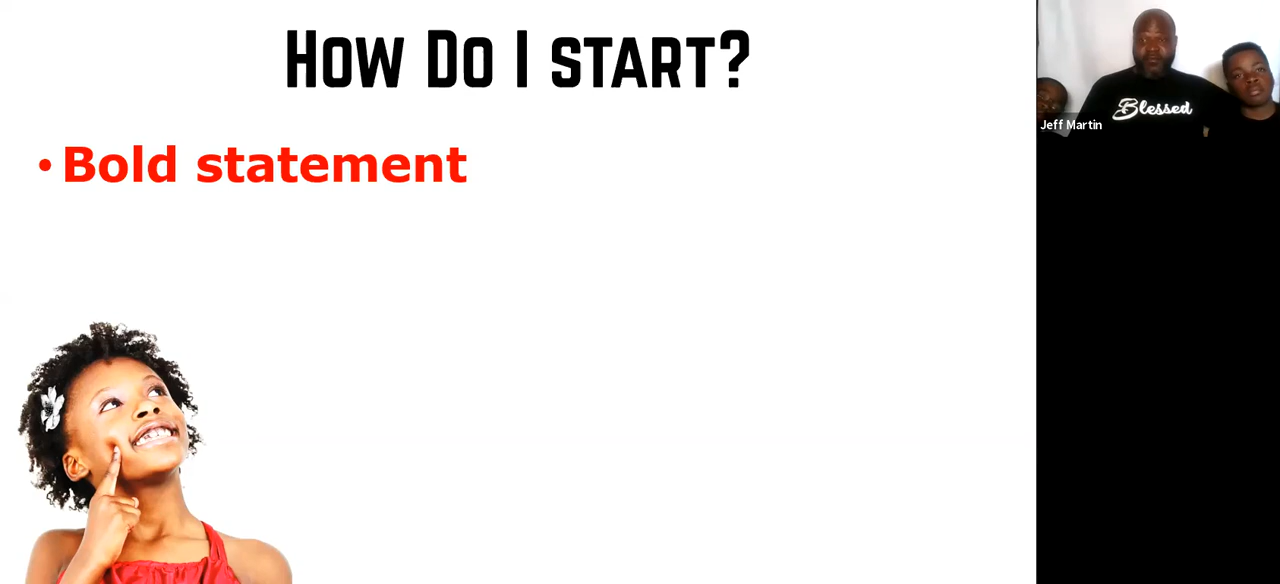 How Do I start?
• Bold statement
Blessed
Jeff Martin